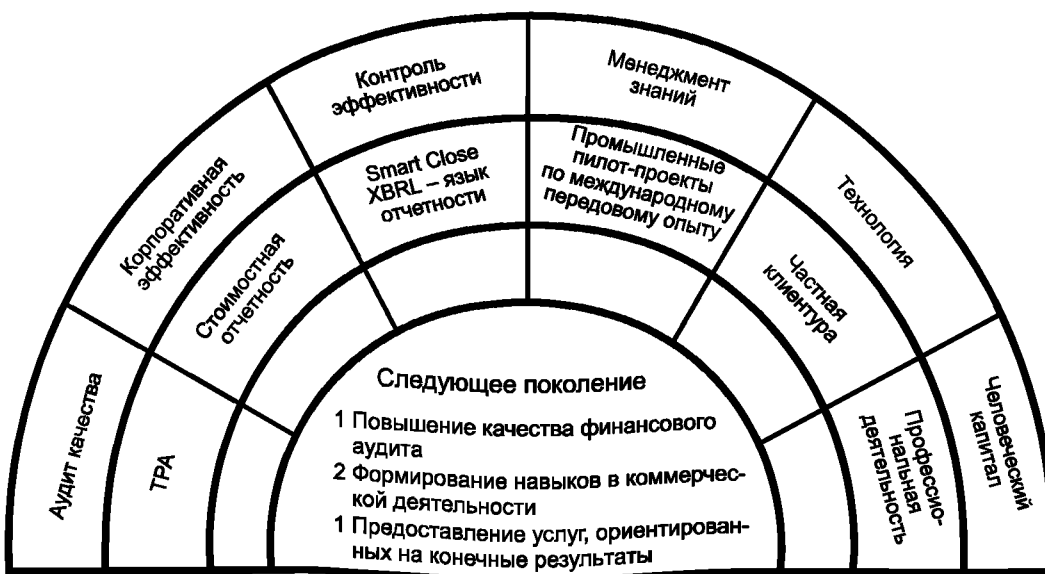 Контроль
эффективности
Менеджмент
знаний
Корпоративная
эффективность
Smart Close
XBRL – язык
отчетности
Промышленные
пилот-проекты
по международному
передовому опыту
Технология
Стоимостная
отчетность
Частная
клиентура
Аудит качества
TPA
Следующее поколение
1 Повышение качества финансового
аудита
2 Формирование навыков в коммерчес-
кой деятельности
1 Предоставление услуг, ориентирован-
ных на конечные результаты
Профессио-
нальная
деятельность
Человеческий
капитал